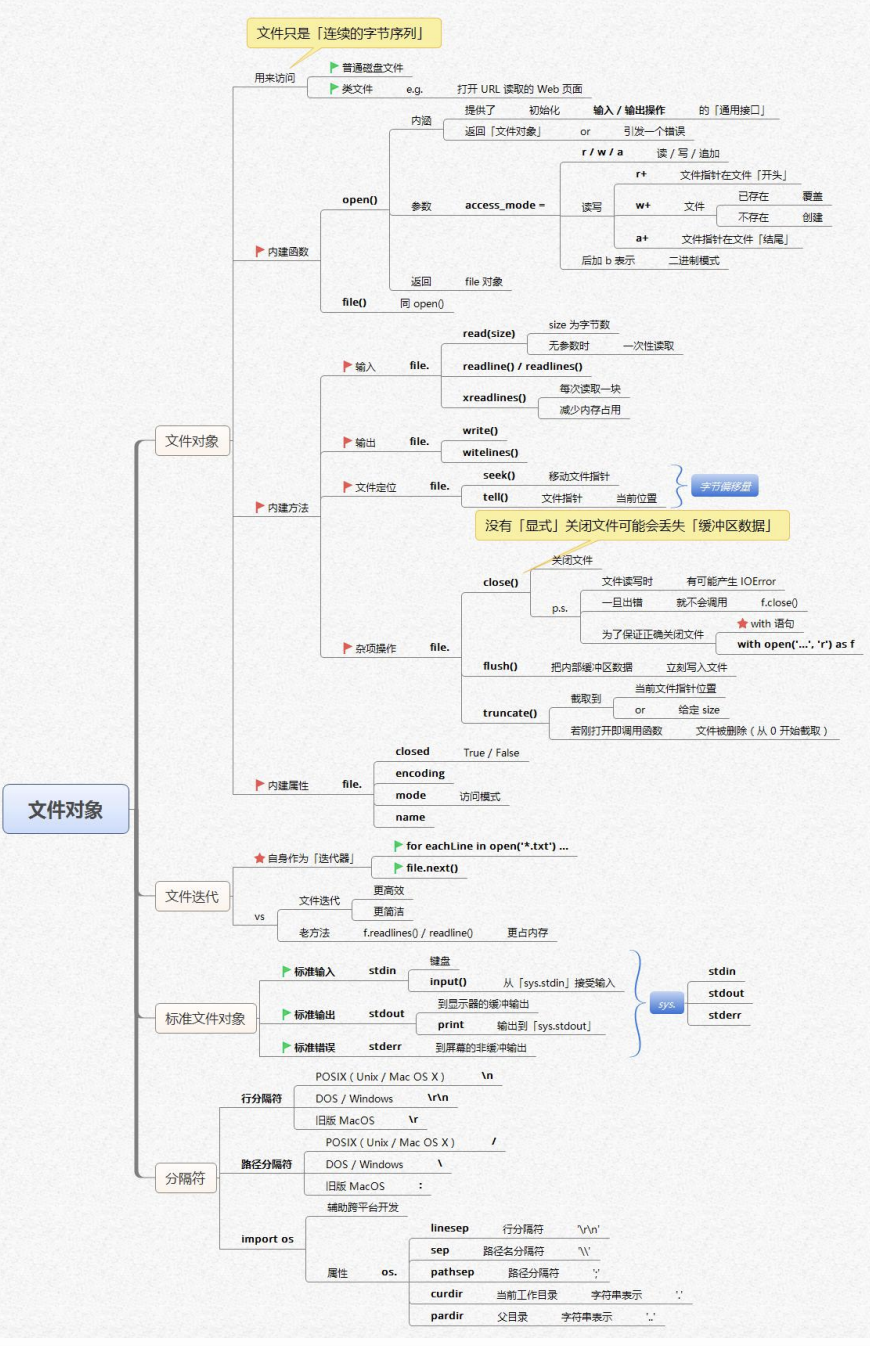 文件只是「连续的字节序列」
用来访问
普通磁盘文件
类文件 e.g. 打开 URL 读取的 Web 页面
内涵
提供了 初始化 输入 / 输出操作 的「通用接口」
返回「文件对象」 or 引发一个错误
open()
参数 access_mode =
r / w / a 读 / 写 / 追加
读写
r+ 文件指针在文件「开头」
w+ 文件
已存在 覆盖
不存在 创建
a+ 文件指针在文件「结尾」
后加 b 表示 二进制模式
内建函数
返回 file 对象
file() 同 open()
输入 file.
read(size)
size 为字节数
无参数时 一次性读取
readline() / readlines()
xreadlines()
每次读取一块
减少内存占用
文件对象
输出 file.
write()
witelines()
文件定位 file.
seek() 移动文件指针
tell() 文件指针 当前位置
字节偏移量
内建方法
没有「显式」关闭文件可能会丢失「缓冲区数据」
close()
关闭文件
p.s.
文件读写时 有可能产生 IOError
一旦出错 就不会调用 f.close()
为了保证正确关闭文件
with 语句
with open('...', 'r') as f
杂项操作 file.
flush() 把内部缓冲区数据 立刻写入文件
truncate()
截取到
当前文件指针位置
or 给定 size
若刚打开即调用函数 文件被删除（从 0 开始截取）
内建属性 file.
closed True / False
encoding
mode 访问模式
name
文件对象
文件迭代
自身作为「迭代器」
for eachLine in open('*.txt') ...
file.next()
vs
文件迭代
更高效
更简洁
老方法 f.readlines() / readline() 更占内存
标准文件对象
标准输入 stdin
键盘
input() 从「sys.stdin」接受输入
标准输出 stdout
到显示器的缓冲输出
print 输出到「sys.stdout」
标准错误 stderr 到屏幕的非缓冲输出
sys.
stdin
stdout
stderr
分隔符
行分隔符
POSIX ( Unix / Mac OS X ) \n
DOS / Windows \r\n
旧版 MacOS \r
路径分隔符
POSIX ( Unix / Mac OS X ) /
DOS / Windows \
旧版 MacOS :
import os
辅助跨平台开发
属性 os.
linesep 行分隔符 '\r\n'
sep 路径名分隔符 '\\'
pathsep 路径分隔符 ';'
curdir 当前工作目录 字符串表示 '.'
pardir 父目录 字符串表示 '..'